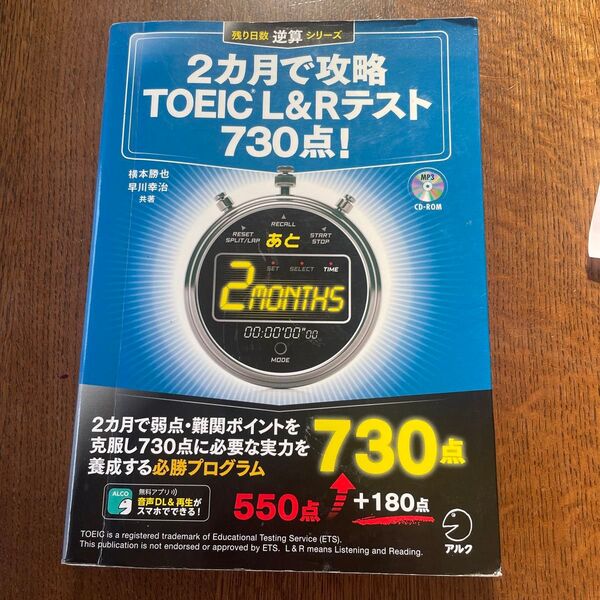 残り日数 逆算 シリーズ
2カ月で攻略
TOEIC® L&Rテスト
730点!
横本勝也
早川幸治
共著
MP3
CD-ROM
RECALL
RESET
SPLIT/LAP
あと
START
STOP
SET SELECT TIME
2MONTHS
00:00'00"00
MODE
2カ月で弱点・難関ポイントを
克服し730点に必要な実力を
養成する必勝プログラム
730点
ALCO
無料アプリ
音声DL&再生が
スマホでできる!
550点
+180点
アルク
TOEIC is a registered trademark of Educational Testing Service (ETS).
This publication is not endorsed or approved by ETS. L&R means Listening and Reading.